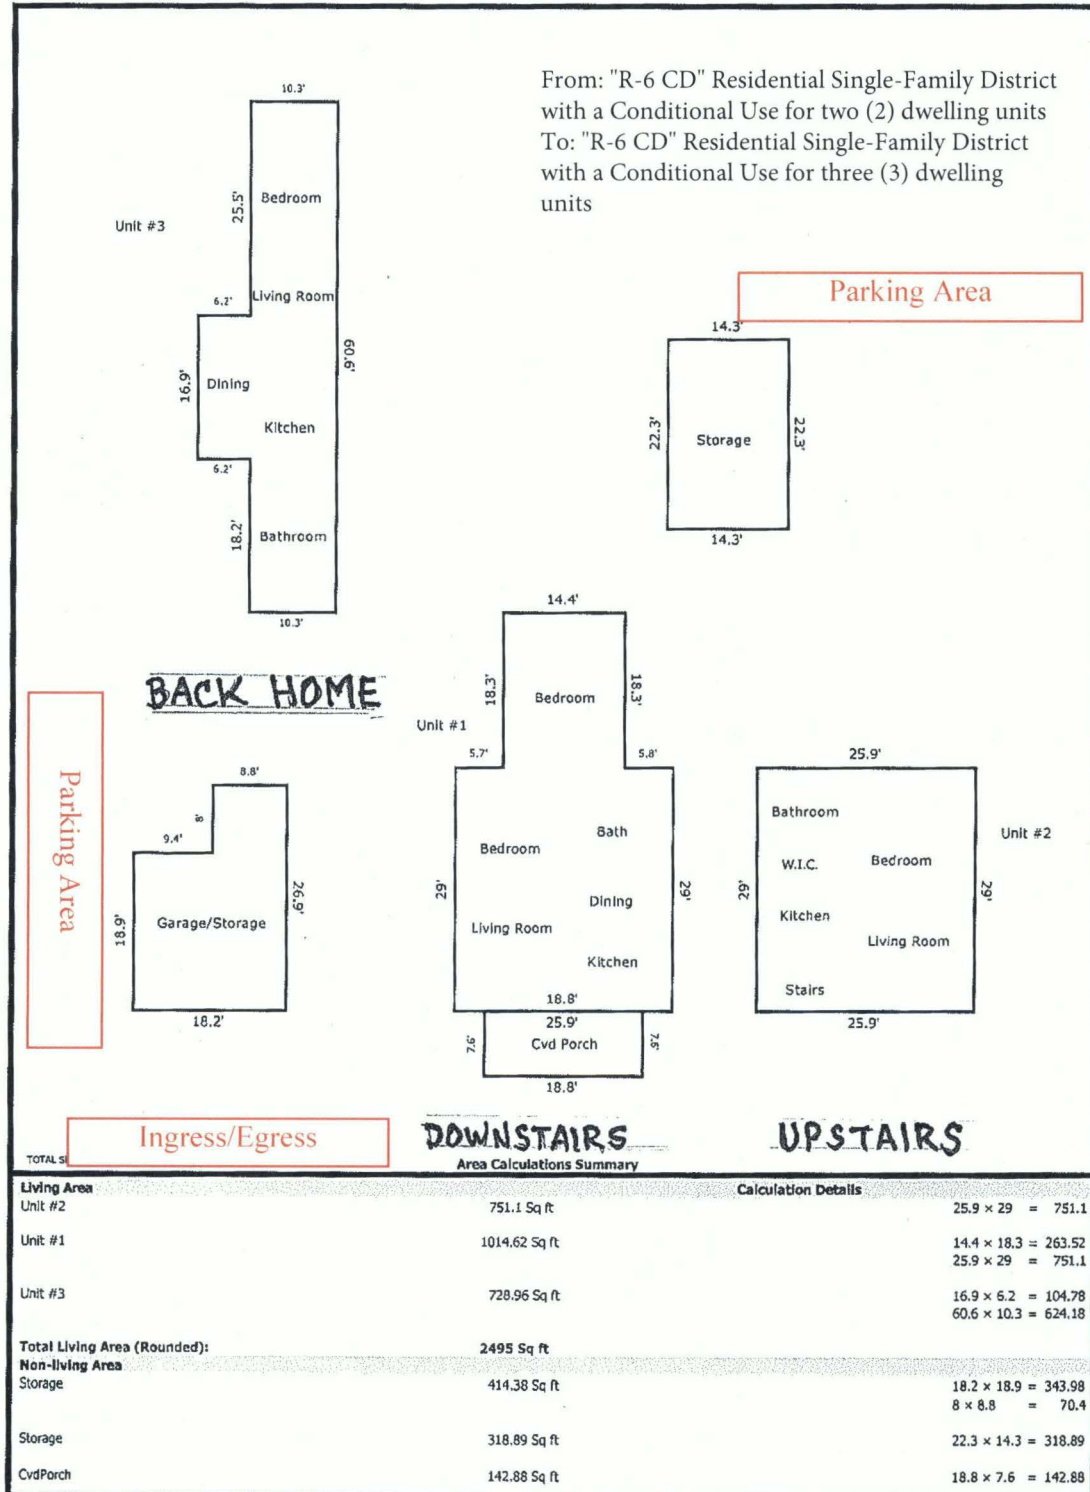 From: "R-6 CD" Residential Single-Family District
with a Conditional Use for two (2) dwelling units
To: "R-6 CD" Residential Single-Family District
with a Conditional Use for three (3) dwelling
units
10.3'
25.5'
Bedroom
Unit #3
6.2'
Living Room
60.6'
16.9'
Dining
Kitchen
6.2'
18.2'
Bathroom
10.3'
BACK HOME
Parking Area
14.3'
22.3'
Storage
22.3'
14.3'
Parking Area
8.8'
8'
9.4'
18.9'
Garage/Storage
26.9'
18.2'
Ingress/Egress
14.4'
18.3'
Bedroom
18.3'
Unit #1
5.7'
5.8'
Bath
Bedroom
29'
Dining
29'
Living Room
Kitchen
18.8'
25.9'
7.6'
Cvd Porch
7.6'
18.8'
DOWNSTAIRS
25.9'
Bathroom
Unit #2
W.I.C.
Bedroom
29'
29'
Kitchen
Living Room
Stairs
25.9'
UPSTAIRS
TOTAL
Area Calculations Summary
Living Area Calculation Details
Unit #2 751.1 Sq ft 25.9 × 29 = 751.1
Unit #1 1014.62 Sq ft 14.4 × 18.3 = 263.52
25.9 × 29 = 751.1
Unit #3 728.96 Sq ft 16.9 × 6.2 = 104.78
60.6 × 10.3 = 624.18
Total Living Area (Rounded): 2495 Sq ft
Non-living Area
Storage 414.38 Sq ft 18.2 × 18.9 = 343.98
8 × 8.8 = 70.4
Storage 318.89 Sq ft 22.3 × 14.3 = 318.89
CvdPorch 142.88 Sq ft 18.8 × 7.6 = 142.88